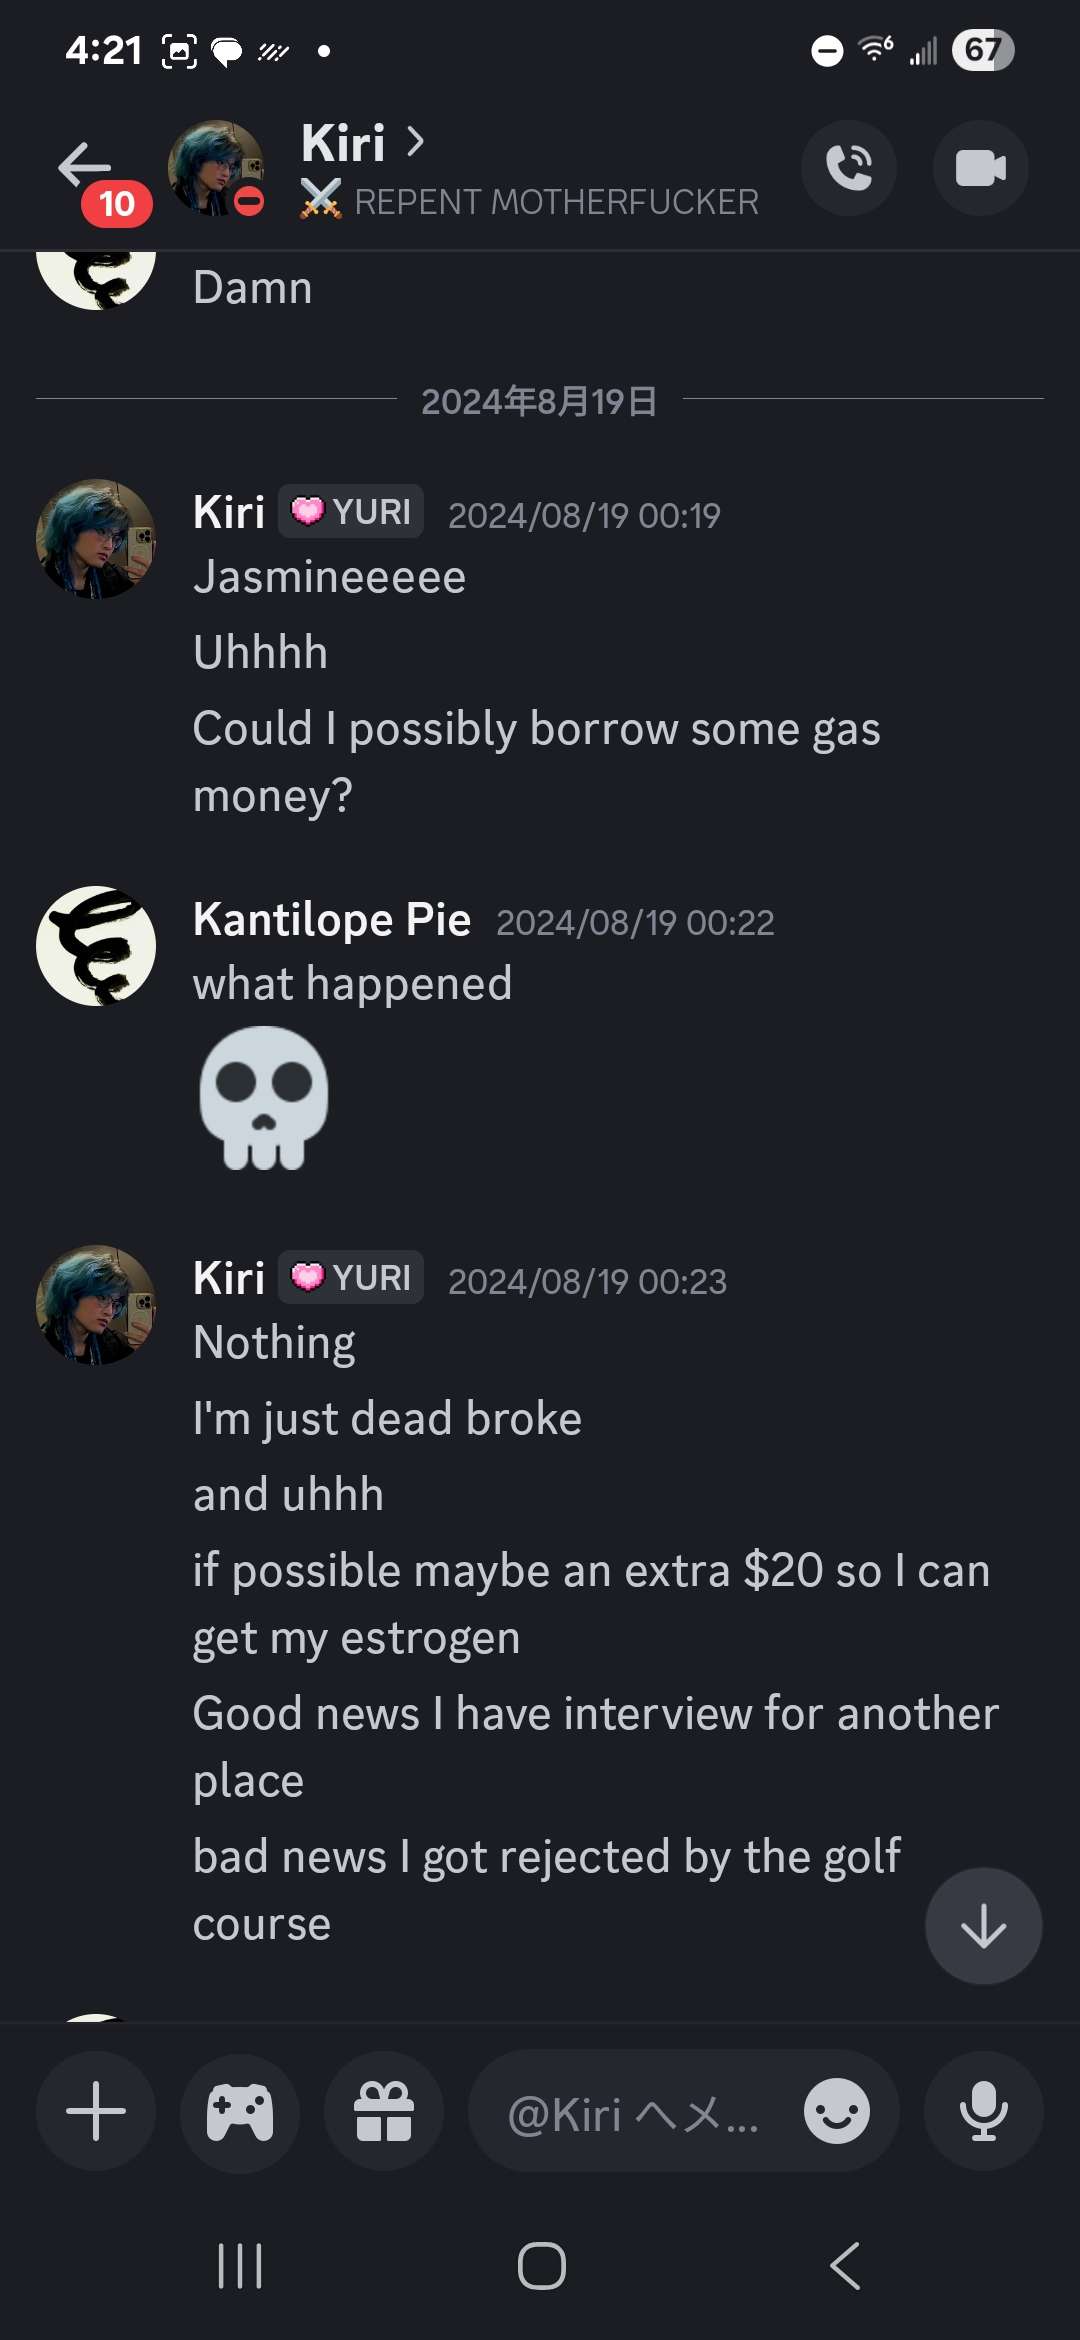 4:21
6
67
10
Kiri
REPENT MOTHERFUCKER
Damn
2024年8月19日
Kiri YURI 2024/08/19 00:19
Jasmineeeee
Uhhhh
Could I possibly borrow some gas
money?
Kantilope Pie 2024/08/19 00:22
what happened
Kiri YURI 2024/08/19 00:23
Nothing
I'm just dead broke
and uhhh
if possible maybe an extra $20 so I can
get my estrogen
Good news I have interview for another
place
bad news I got rejected by the golf
course
@Kiri へメ...